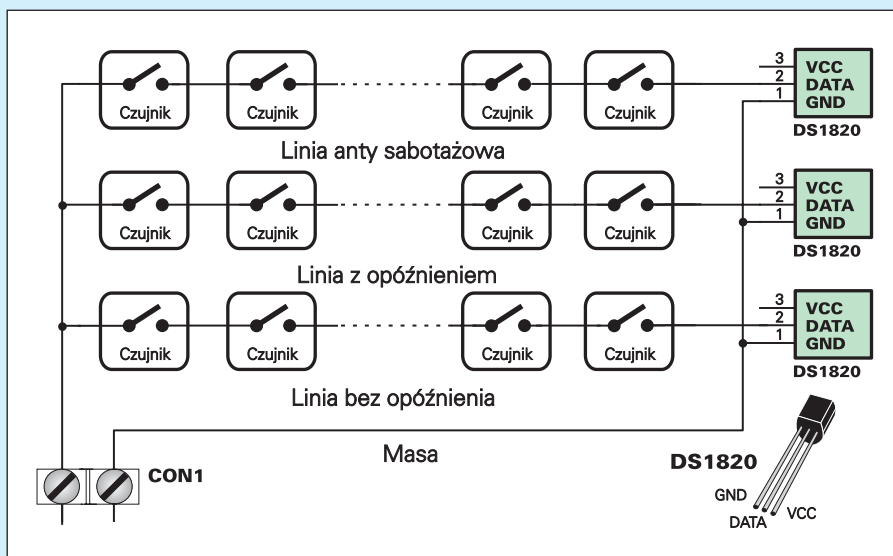 Czujnik Czujnik Czujnik Czujnik
3 VCC
2 DATA
1 GND
DS1820
Linia anty sabotażowa
Czujnik Czujnik Czujnik Czujnik
3 VCC
2 DATA
1 GND
DS1820
Linia z opóźnieniem
Czujnik Czujnik Czujnik Czujnik
3 VCC
2 DATA
1 GND
DS1820
Linia bez opóźnienia
Masa
CON1
DS1820
GND
DATA
VCC